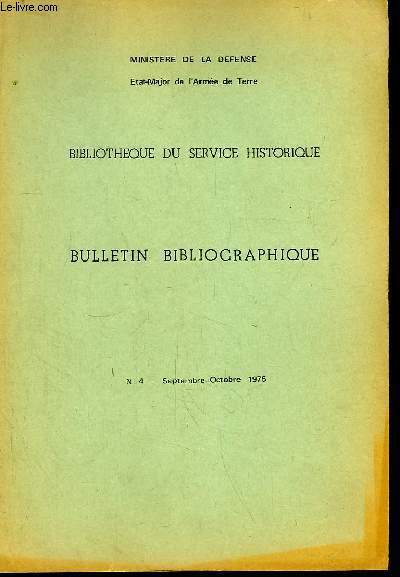 Le-livre.com
MINISTERE DE LA DEFENSE
Etat-Major de l'Armée de Terre
BIBLIOTHEQUE DU SERVICE HISTORIQUE
BULLETIN BIBLIOGRAPHIQUE
N 4 Septembre-Octobre 1975